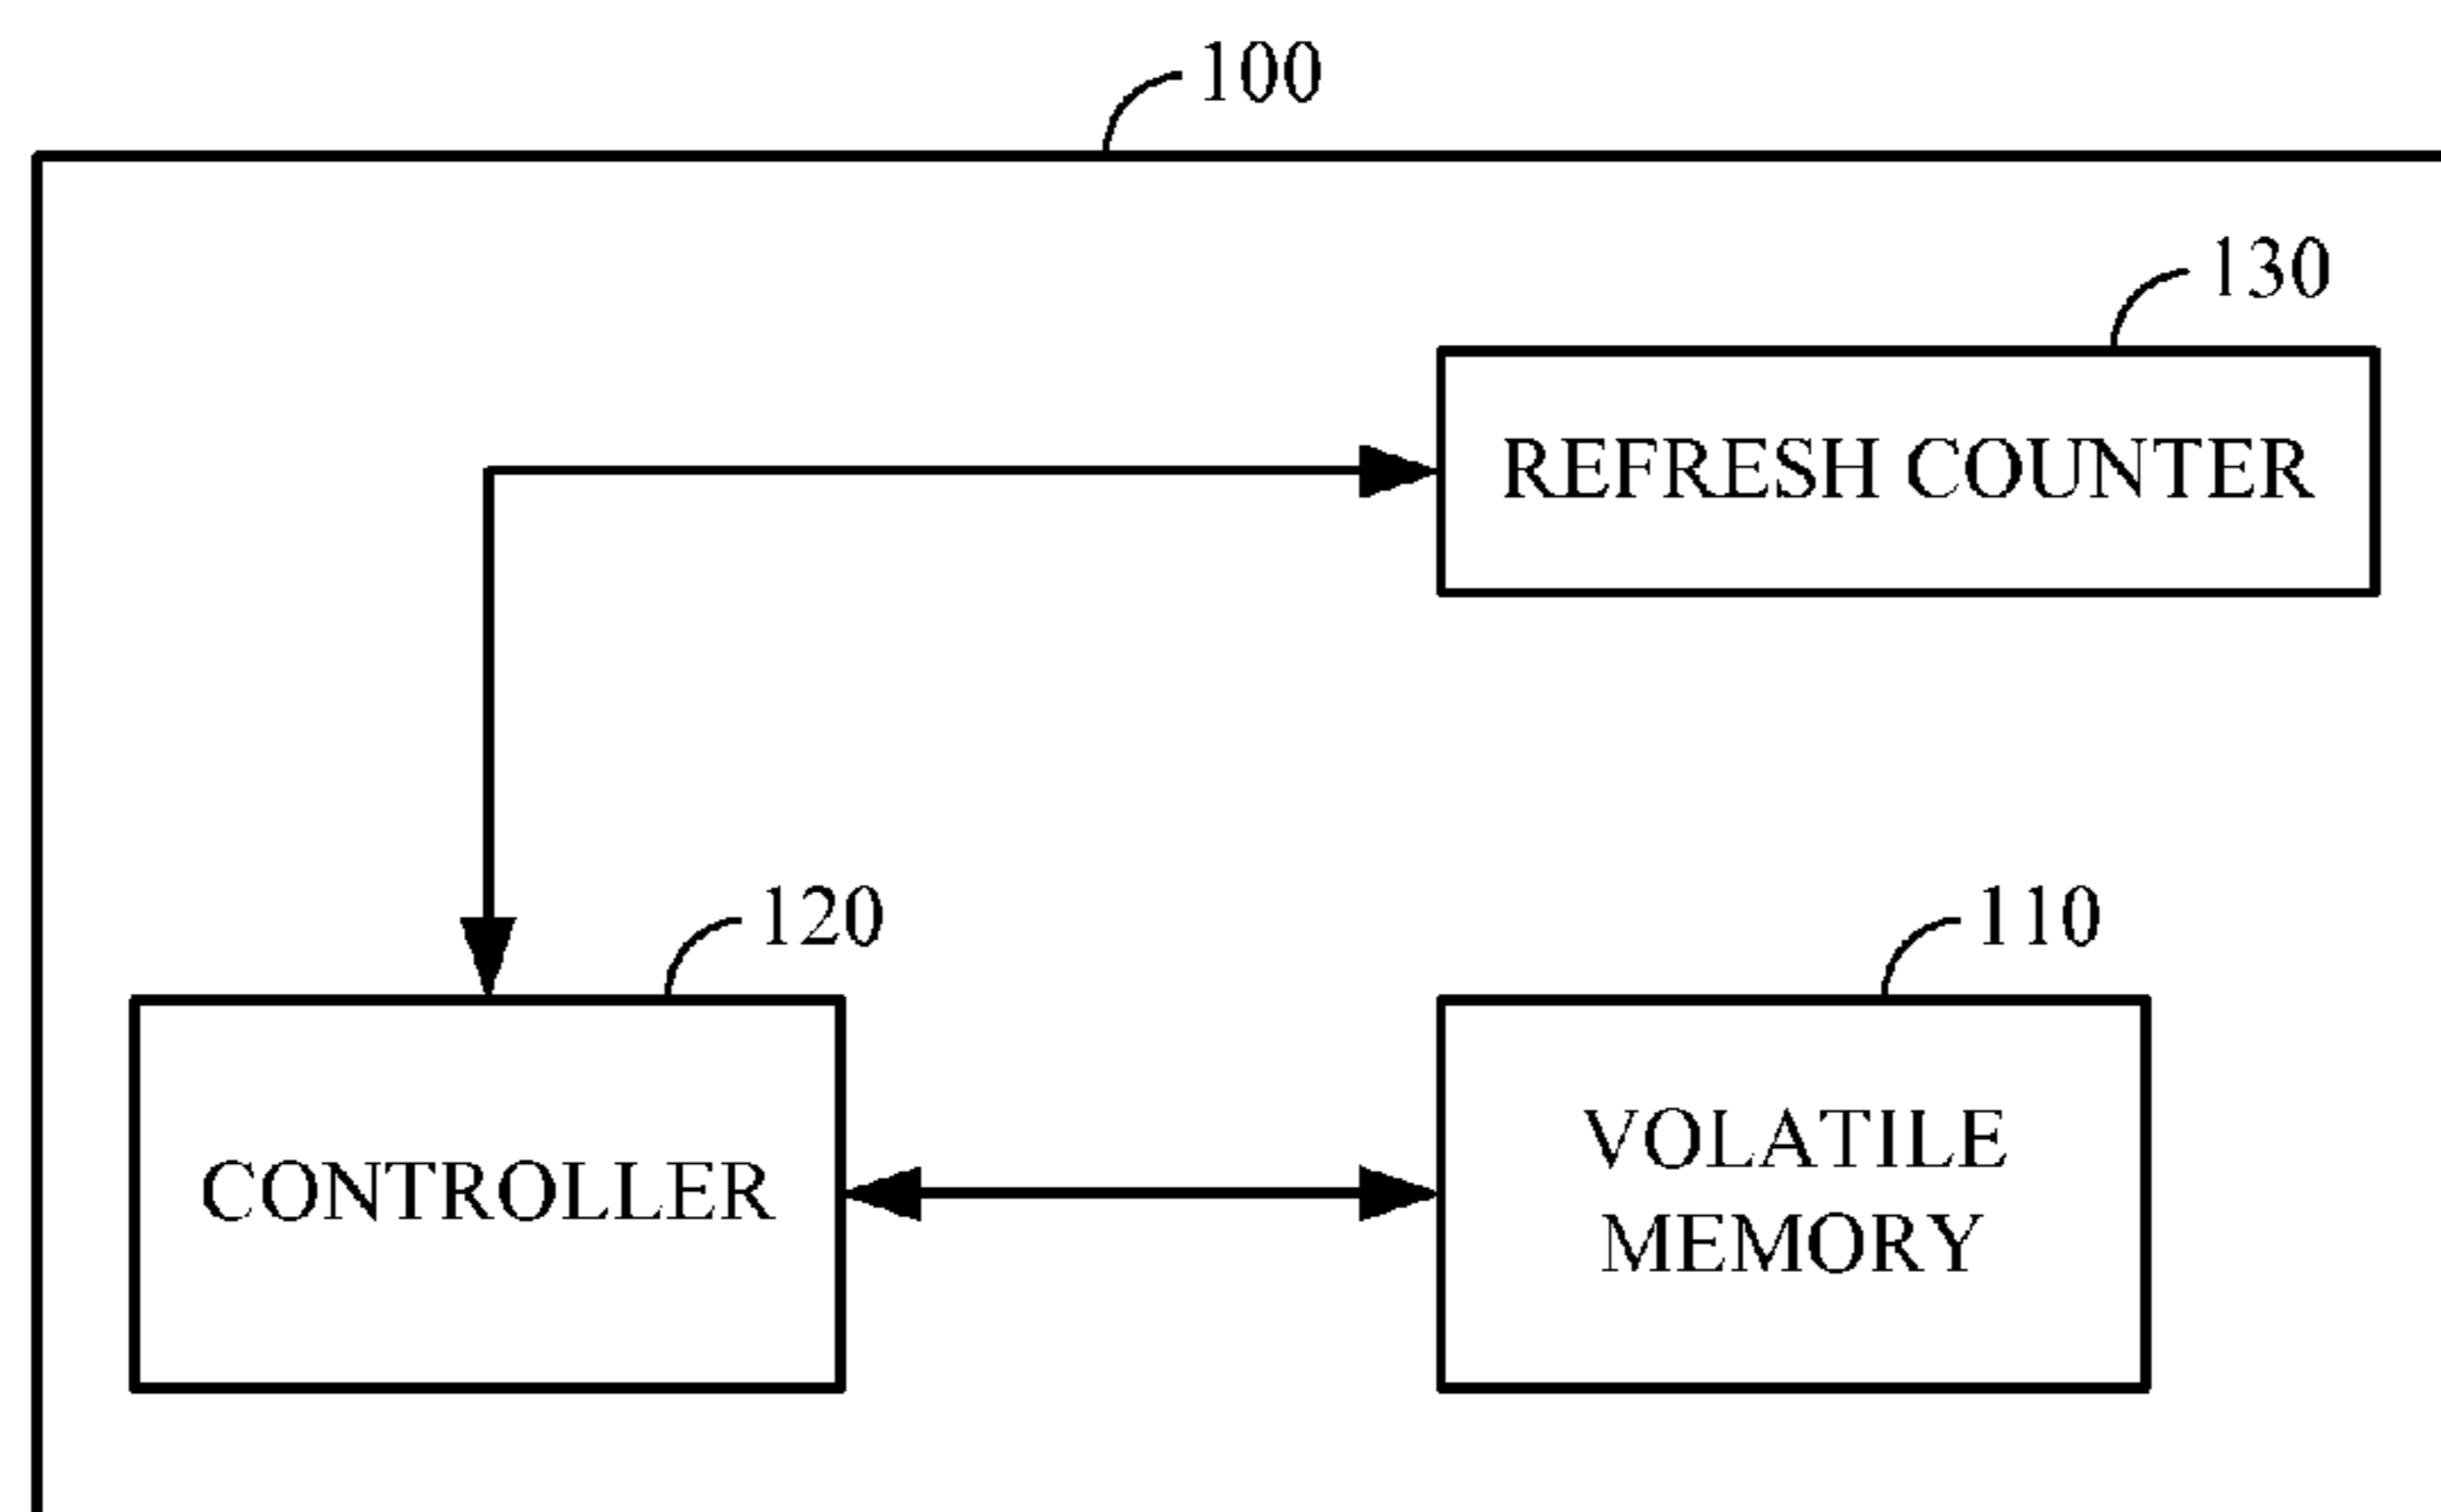 100
130
REFRESH COUNTER
120
110
CONTROLLER
VOLATILE
MEMORY